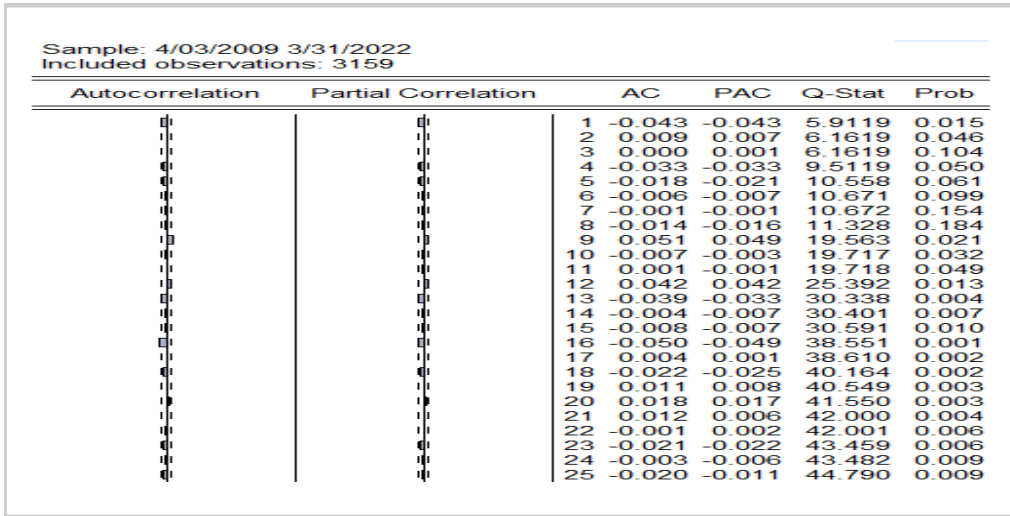 Sample: 4/03/2009 3/31/2022
Included observations: 3159
Autocorrelation Partial Correlation AC PAC Q-Stat Prob
1 -0.043 -0.043 5.9119 0.015
2 0.009 0.007 6.1619 0.046
3 0.000 0.001 6.1619 0.104
4 -0.033 -0.033 9.5119 0.050
5 -0.018 -0.021 10.558 0.061
6 -0.006 -0.007 10.671 0.099
7 -0.001 -0.001 10.672 0.154
8 -0.014 -0.016 11.328 0.184
9 0.051 0.049 19.563 0.021
10 -0.007 -0.003 19.717 0.032
11 0.001 -0.001 19.718 0.049
12 0.042 0.042 25.392 0.013
13 -0.039 -0.033 30.338 0.004
14 -0.004 -0.007 30.401 0.007
15 -0.008 -0.007 30.591 0.010
16 -0.050 -0.049 38.551 0.001
17 0.004 0.001 38.610 0.002
18 -0.022 -0.025 40.164 0.002
19 0.011 0.008 40.549 0.003
20 0.018 0.017 41.550 0.003
21 0.012 0.006 42.000 0.004
22 -0.001 0.002 42.001 0.006
23 -0.021 -0.022 43.459 0.006
24 -0.003 -0.006 43.482 0.009
25 -0.020 -0.011 44.790 0.009